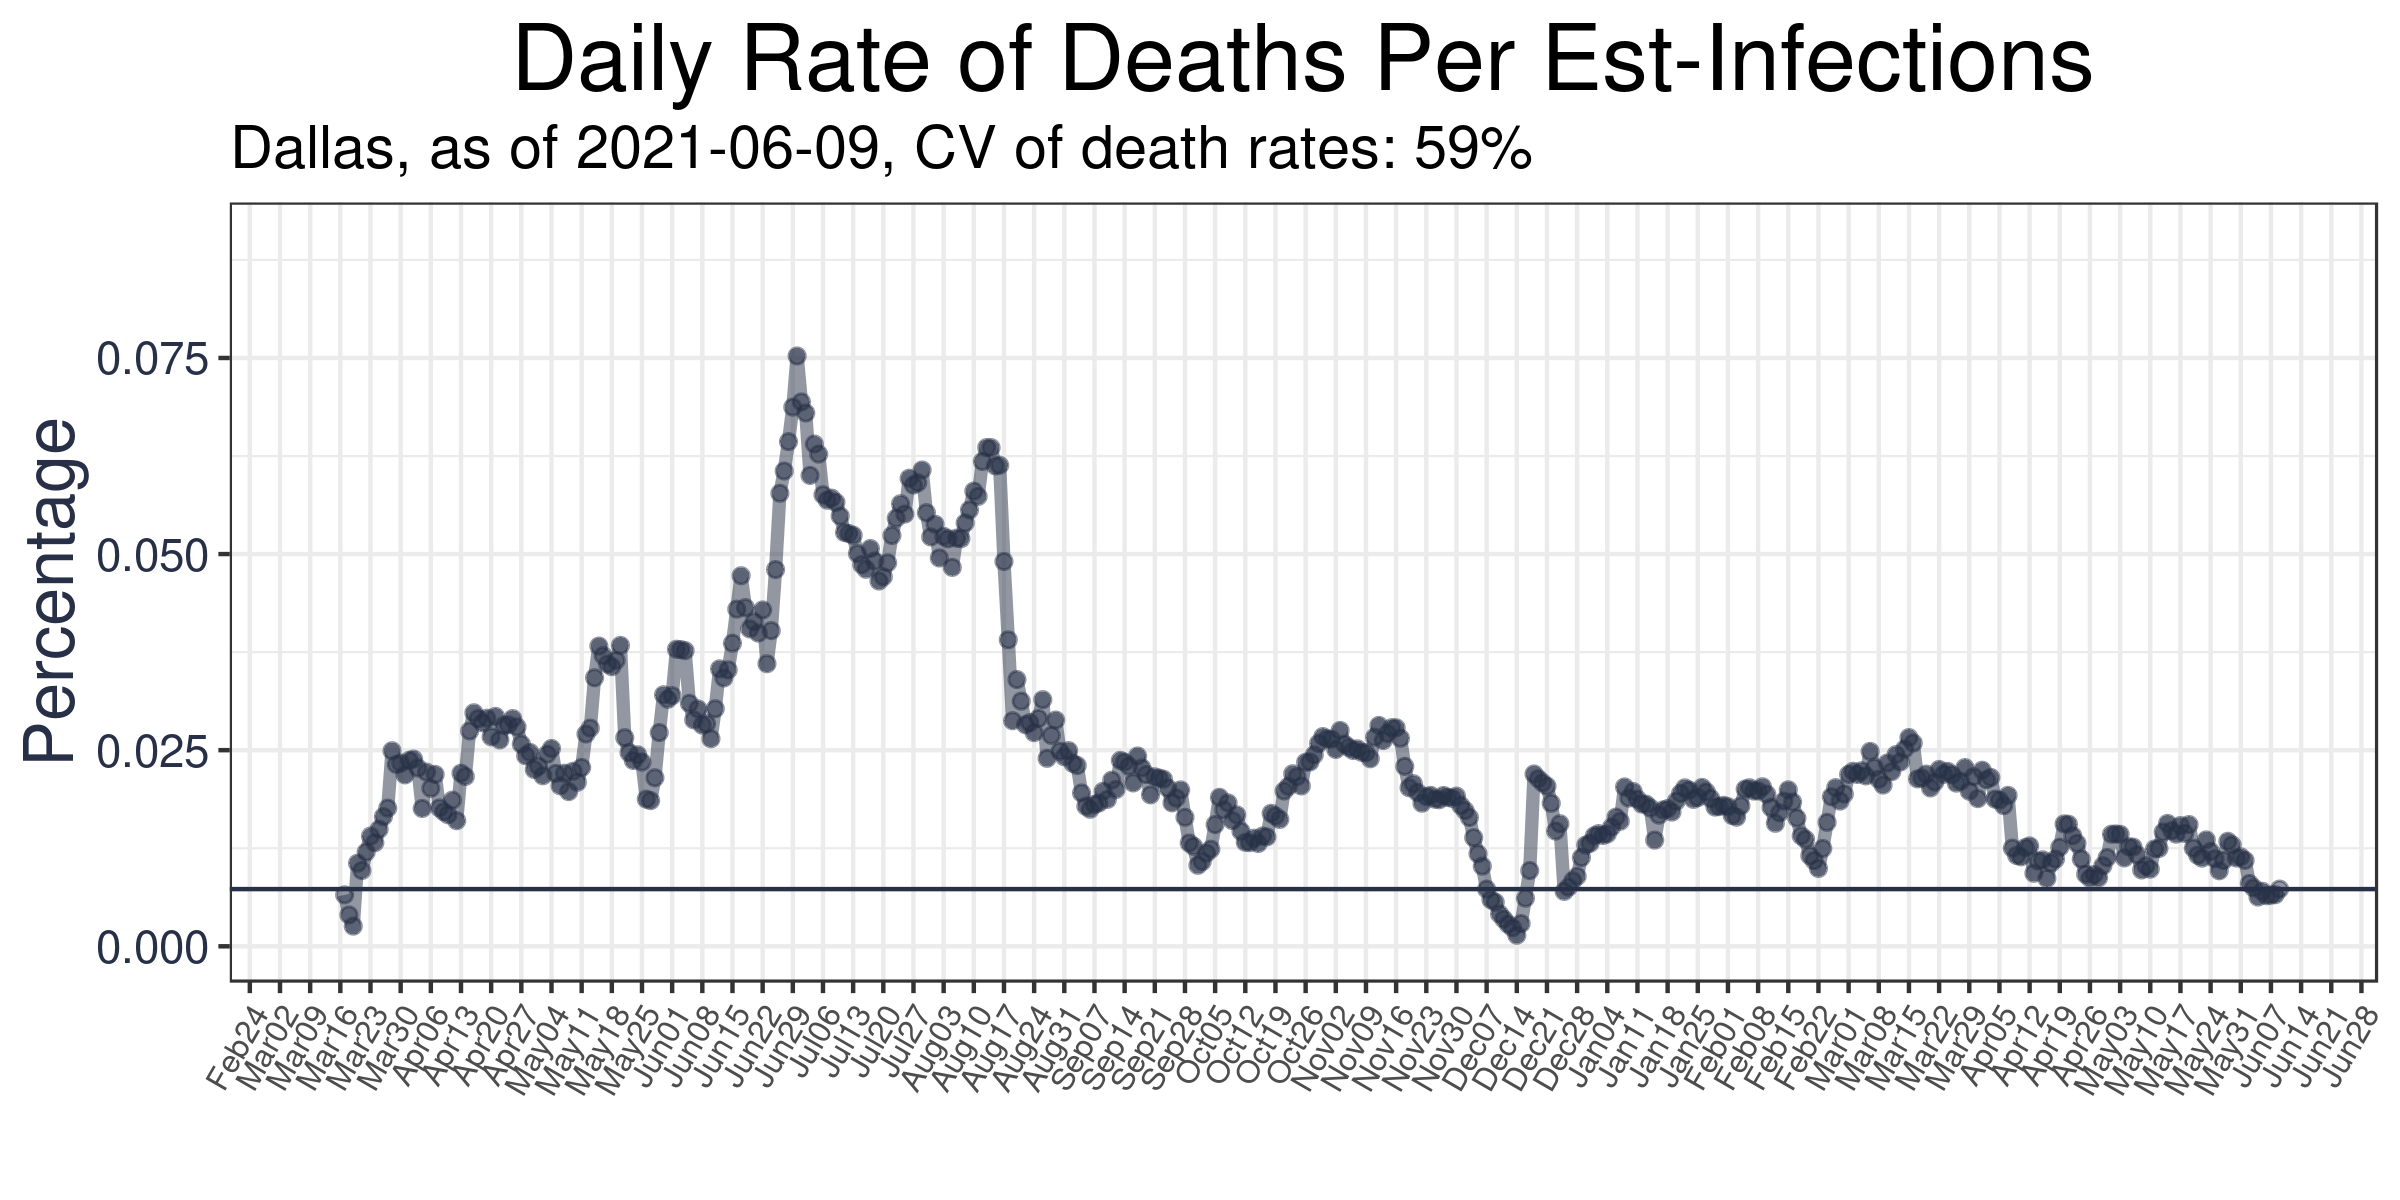 Daily Rate of Deaths Per Est-Infections
Dallas, as of 2021-06-09, CV of death rates: 59%
Percentage
0.075
0.050
0.025
0.000
Feb24
Mar02
Mar09
Mar16
Mar23
Mar30
Apr06
Apr13
Apr20
Apr27
May04
May11
May18
May25
Jun01
Jun08
Jun15
Jun22
Jun29
Jul06
Jul13
Jul20
Jul27
Aug03
Aug10
Aug17
Aug24
Aug31
Sep07
Sep14
Sep21
Sep28
Oct05
Oct12
Oct19
Oct26
Nov02
Nov09
Nov16
Nov23
Nov30
Dec07
Dec14
Dec21
Dec28
Jan04
Jan11
Jan18
Jan25
Feb01
Feb08
Feb15
Feb22
Mar01
Mar08
Mar15
Mar22
Mar29
Apr05
Apr12
Apr19
Apr26
May03
May10
May17
May24
May31
Jun07
Jun14
Jun21
Jun28